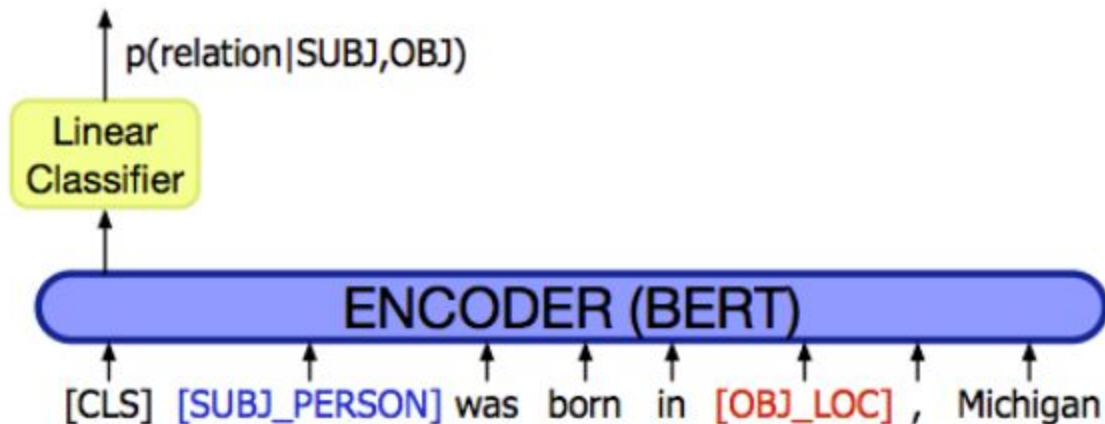 p(relation|SUBJ,OBJ)
Linear
Classifier
ENCODER (BERT)
[CLS] [SUBJ_PERSON] was born in [OBJ_LOC] , Michigan